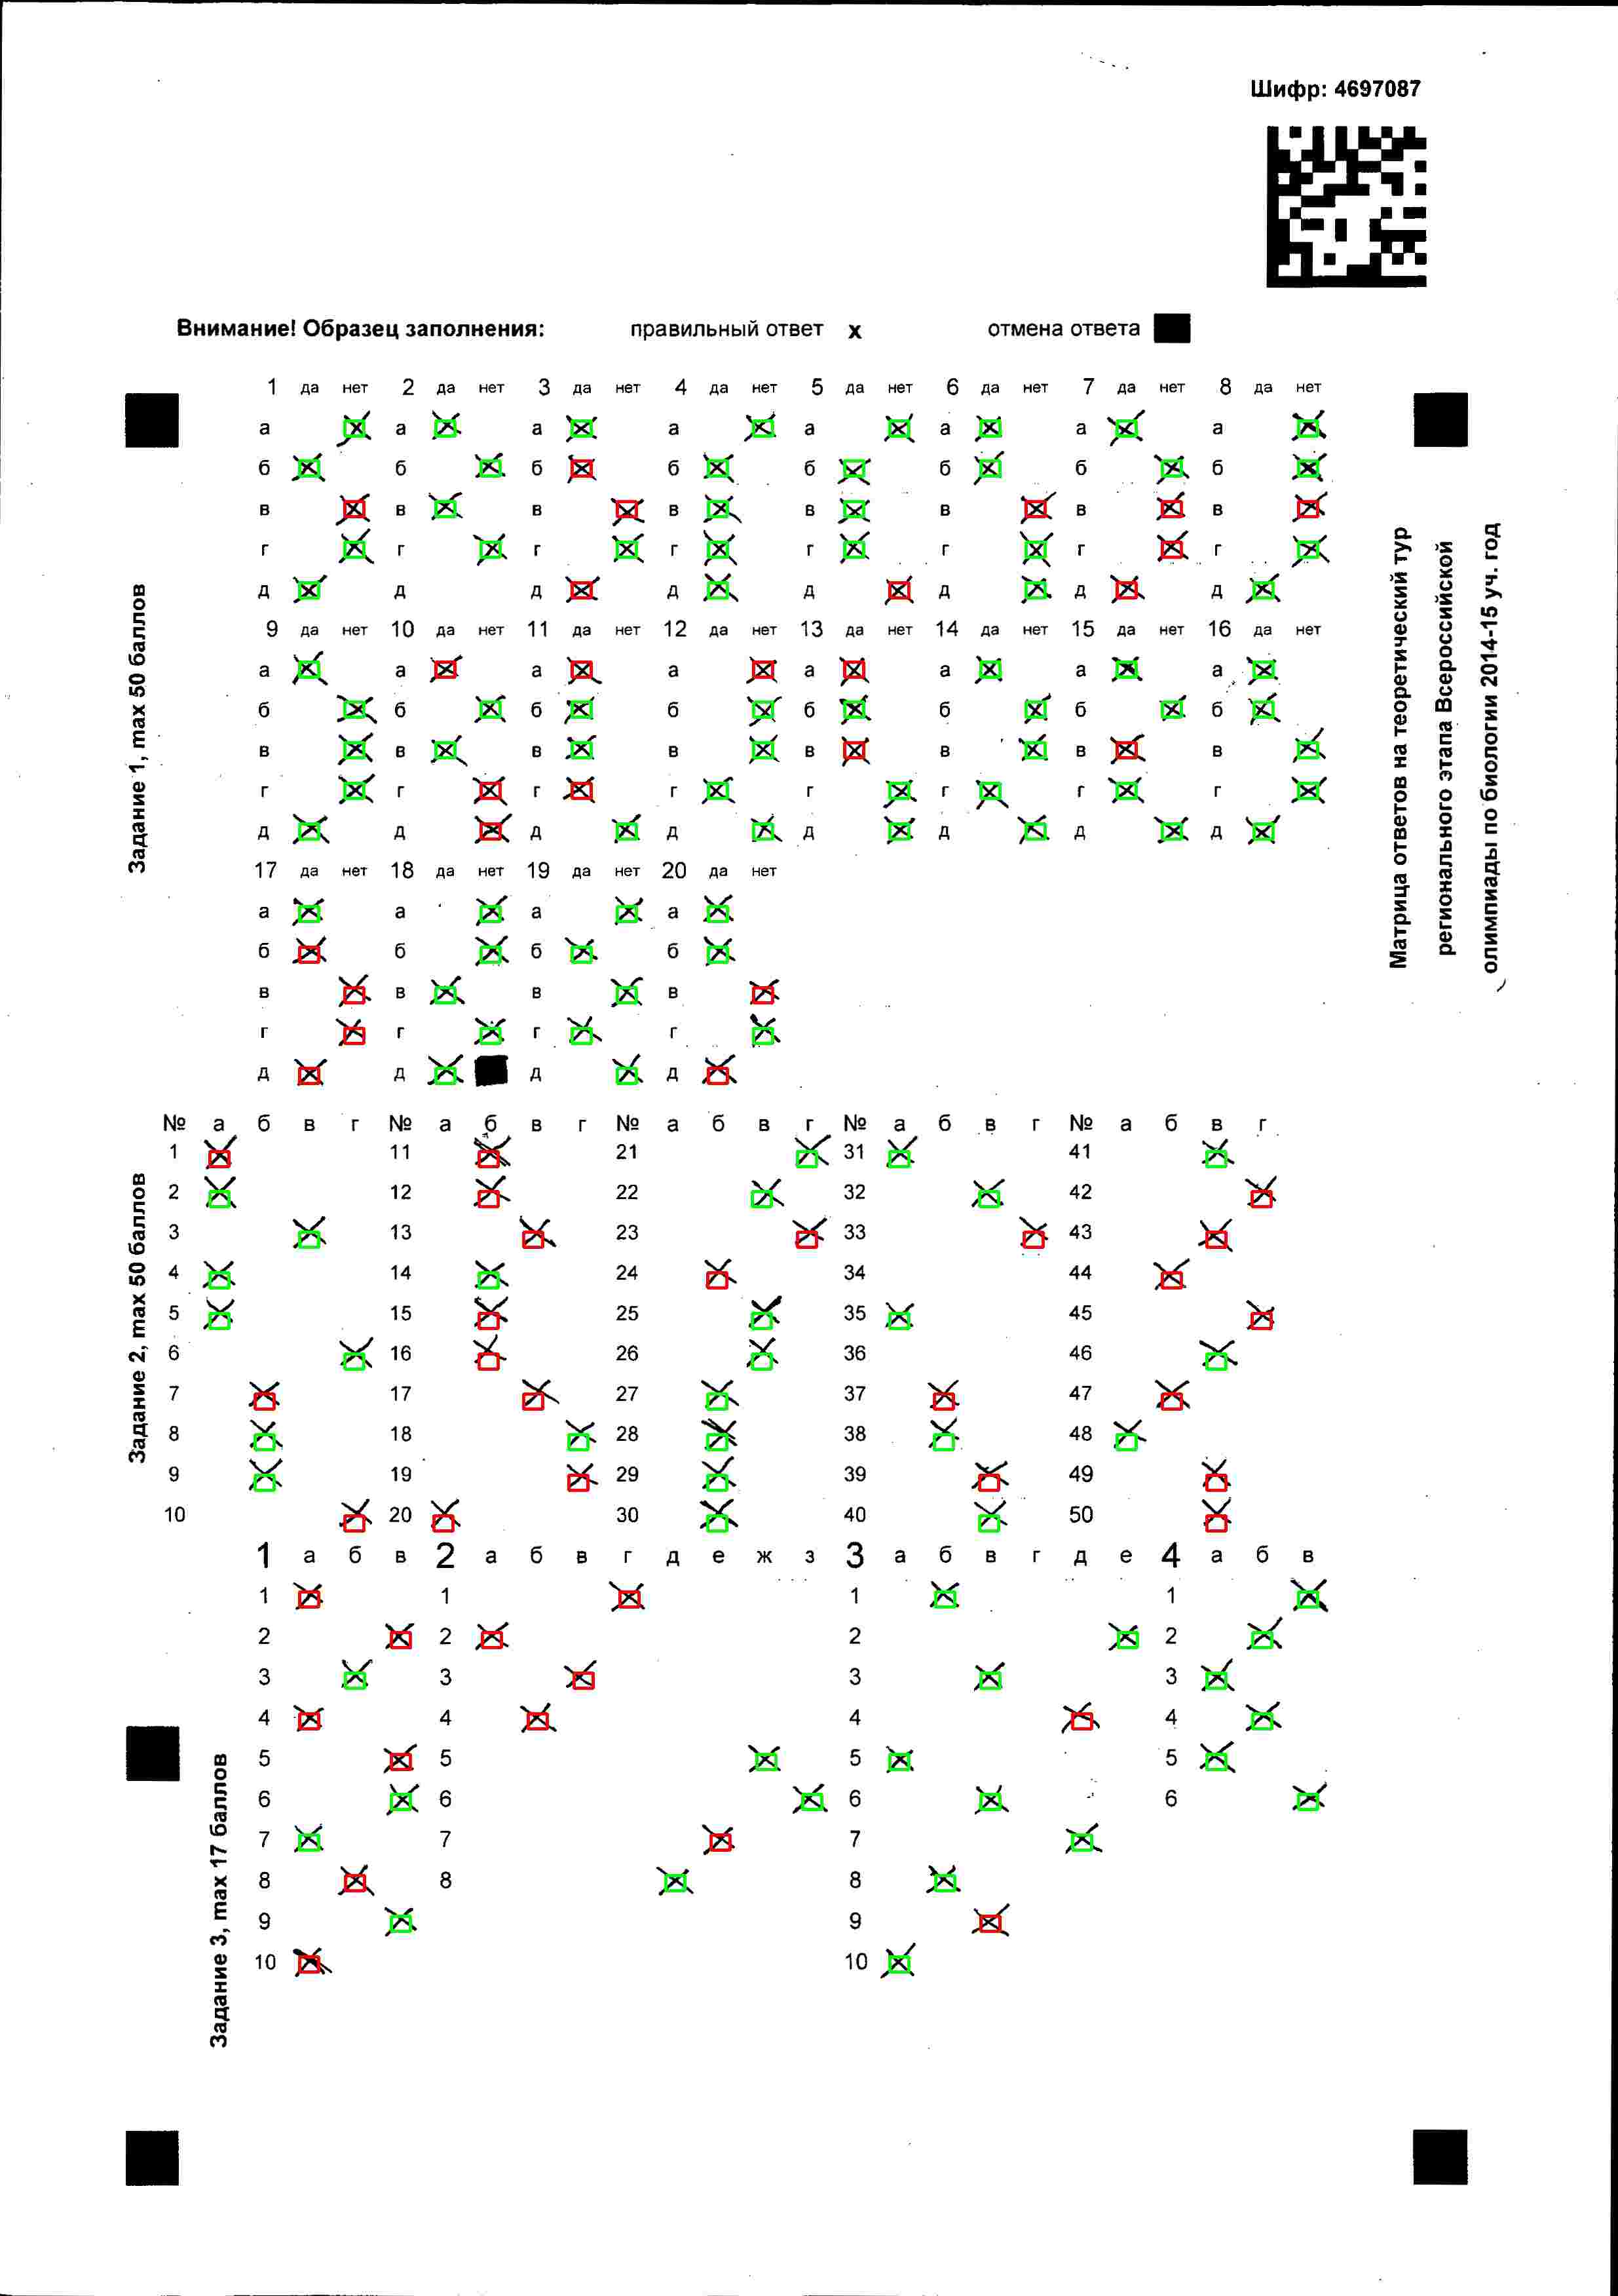 Шифр: 4697087
Внимание! Образец заполнения: правильный ответ х отмена ответа
1 да нет 2 да нет 3 да нет 4 да нет 5 да нет 6 да нет 7 да нет 8 да нет
а а а а а а а а
б б б б б б б б
в в в в в в в в
г г г г г г г г
д д д д д д д д
9 да нет 10 да нет 11 да нет 12 да нет 13 да нет 14 да нет 15 да нет 16 да нет
а а а а а а а а
б б б б б б б б
в в в в в в в в
г г г г г г г г
д д д д д д д д
17 да нет 18 да нет 19 да нет 20 да нет
а а а а
б б б б
в в в в
г г г г
д д д д
Задание 1, max 50 баллов
Матрица ответов на теоретический тур
регионального этапа Всероссийской
олимпиады по биологии 2014-15 уч. год
№ а б в г № а б в г № а б в г № а б в г № а б в г
1 11 21 31 41
2 12 22 32 42
3 13 23 33 43
4 14 24 34 44
5 15 25 35 45
6 16 26 36 46
7 17 27 37 47
8 18 28 38 48
9 19 29 39 49
10 20 30 40 50
Задание 2, max 50 баллов
1 а б в 2 а б в г д е ж з 3 а б в г д е 4 а б в
1 1 1 1
2 2 2 2
3 3 3 3
4 4 4 4
5 5 5 5
6 6 6 6
7 7 7
8 8 8
9 9
10 10
Задание 3, max 17 баллов